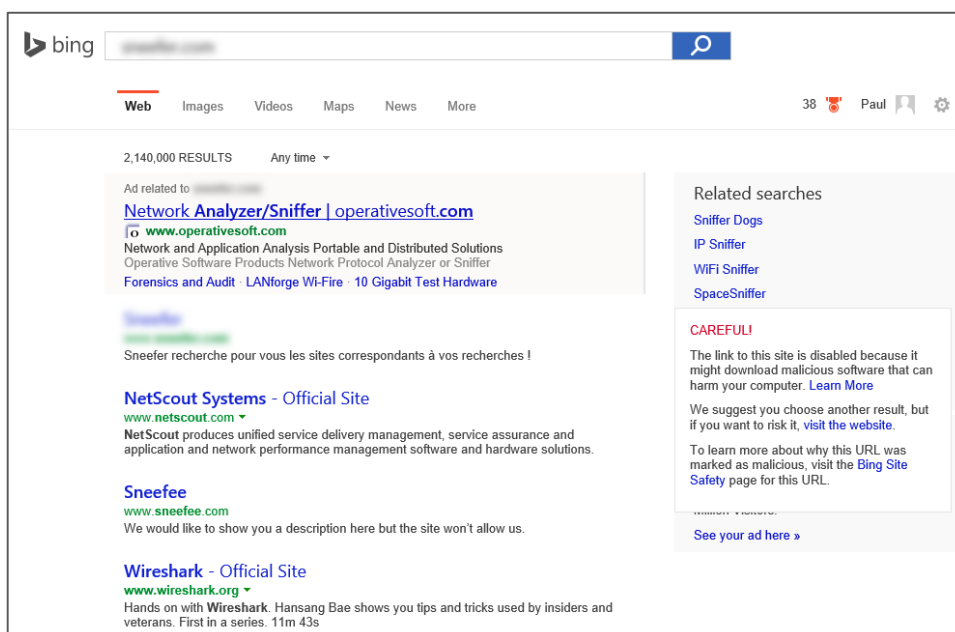 bing
Web Images Videos Maps News More
38 Paul
2,140,000 RESULTS Any time
Ad related to
Network Analyzer/Sniffer | operativesoft.com
www.operativesoft.com
Network and Application Analysis Portable and Distributed Solutions
Operative Software Products Network Protocol Analyzer or Sniffer
Forensics and Audit · LANforge Wi-Fire · 10 Gigabit Test Hardware
Sneefer recherche pour vous les sites correspondants à vos recherches !
NetScout Systems - Official Site
www.netscout.com
NetScout produces unified service delivery management, service assurance and
application and network performance management software and hardware solutions.
Sneefee
www.sneefee.com
We would like to show you a description here but the site won't allow us.
Wireshark - Official Site
www.wireshark.org
Hands on with Wireshark. Hansang Bae shows you tips and tricks used by insiders and
veterans. First in a series. 11m 43s
Related searches
Sniffer Dogs
IP Sniffer
WiFi Sniffer
SpaceSniffer
CAREFUL!
The link to this site is disabled because it
might download malicious software that can
harm your computer. Learn More
We suggest you choose another result, but
if you want to risk it, visit the website.
To learn more about why this URL was
marked as malicious, visit the Bing Site
Safety page for this URL.
See your ad here »